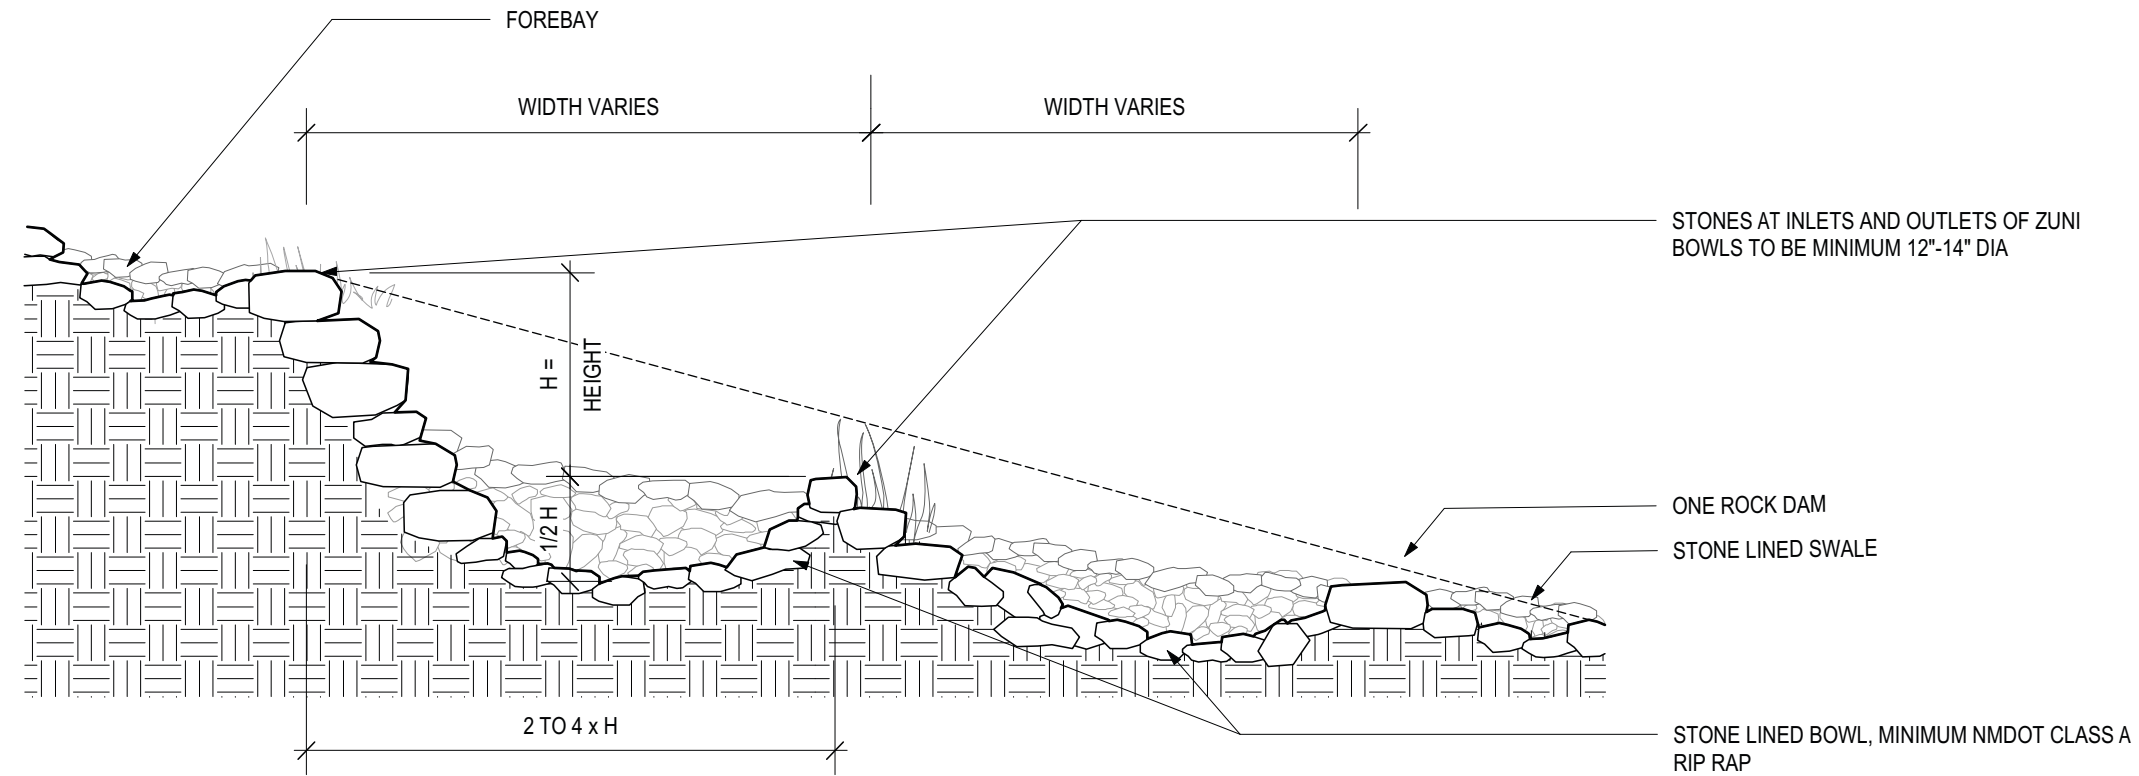 FOREBAY
WIDTH VARIES
WIDTH VARIES
STONES AT INLETS AND OUTLETS OF ZUNI
BOWLS TO BE MINIMUM 12"-14" DIA
H =
HEIGHT
1/2 H
ONE ROCK DAM
STONE LINED SWALE
2 TO 4 x H
STONE LINED BOWL, MINIMUM NMDOT CLASS A
RIP RAP